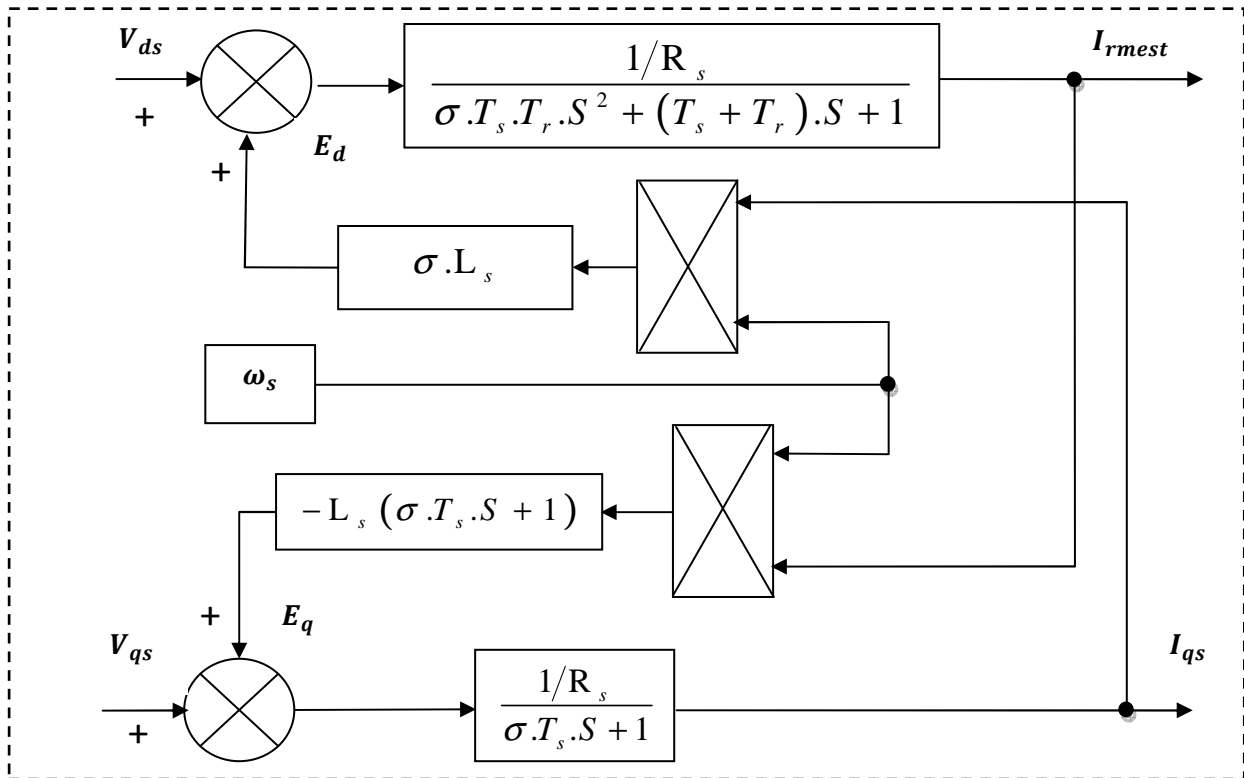 V_ds
+
E_d
+
1/R_s
σ.T_s.T_r.S² + (T_s + T_r).S + 1
I_rmest
σ.L_s
ω_s
−L_s (σ.T_s.S + 1)
+
E_q
V_qs
+
1/R_s
σ.T_s.S + 1
I_qs